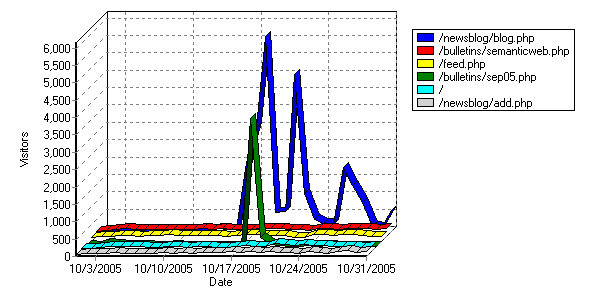 /newsblog/blog.php
/bulletins/semanticweb.php
/feed.php
/bulletins/sep05.php
/
/newsblog/add.php
Visitors
6,000
5,500
5,000
4,500
4,000
3,500
3,000
2,500
2,000
1,500
1,000
500
0
10/3/2005 10/10/2005 10/17/2005 10/24/2005 10/31/2005
Date